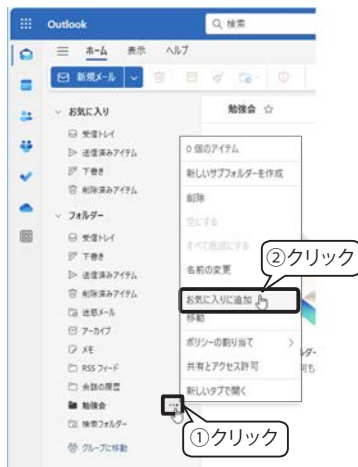 Outlook
検索
ホーム 表示 ヘルプ
新規メール
お気に入り
受信トレイ
送信済みアイテム
下書き
削除済みアイテム
フォルダー
受信トレイ
下書き
送信済みアイテム
削除済みアイテム
迷惑メール
アーカイブ
メモ
RSS フィード
会話の履歴
勉強会
検索フォルダー
グループに移動
勉強会
0 個のアイテム
新しいサブフォルダーを作成
削除
空にする
すべて開封済にする
名前の変更
お気に入りに追加
移動
ポリシーの割り当て
共有とアクセス許可
新しいタブで開く
②クリック
①クリック